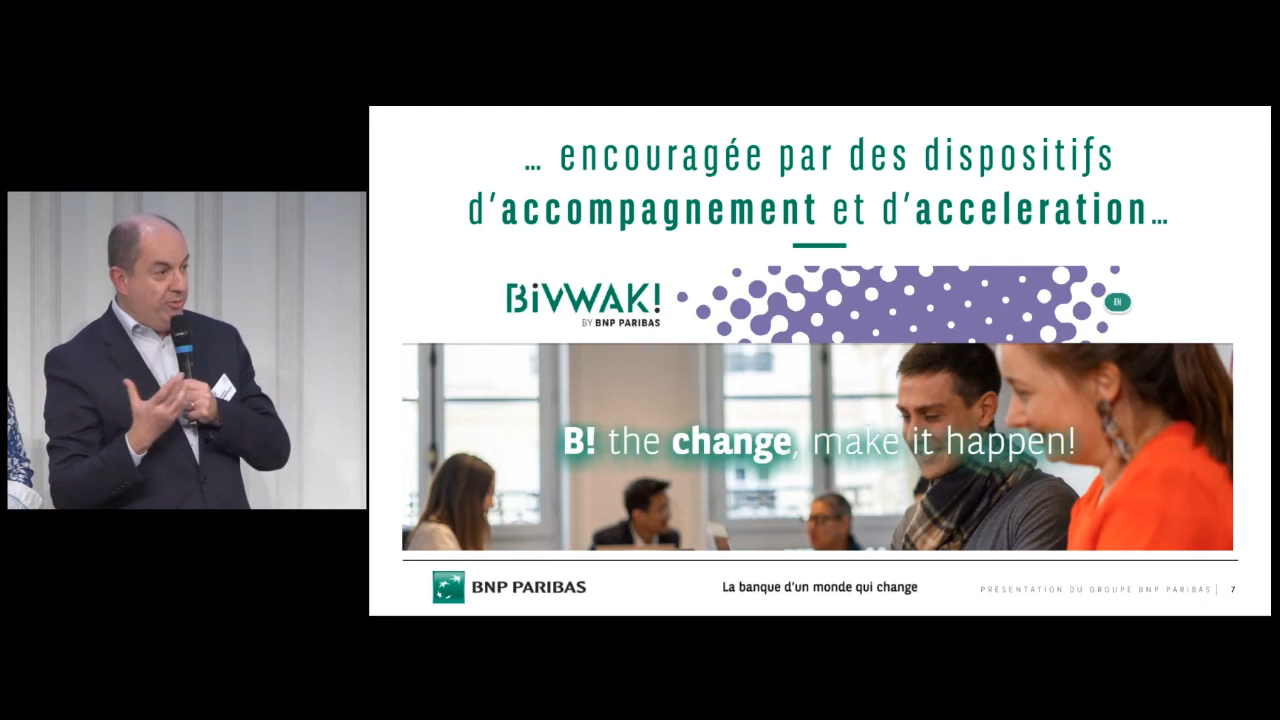 … encouragée par des dispositifs
d’accompagnement et d’acceleration…
BiVWAK!
BY BNP PARIBAS
EN
B! the change, make it happen!
BNP PARIBAS
La banque d’un monde qui change
PRÉSENTATION DU GROUPE BNP PARIBAS | 7